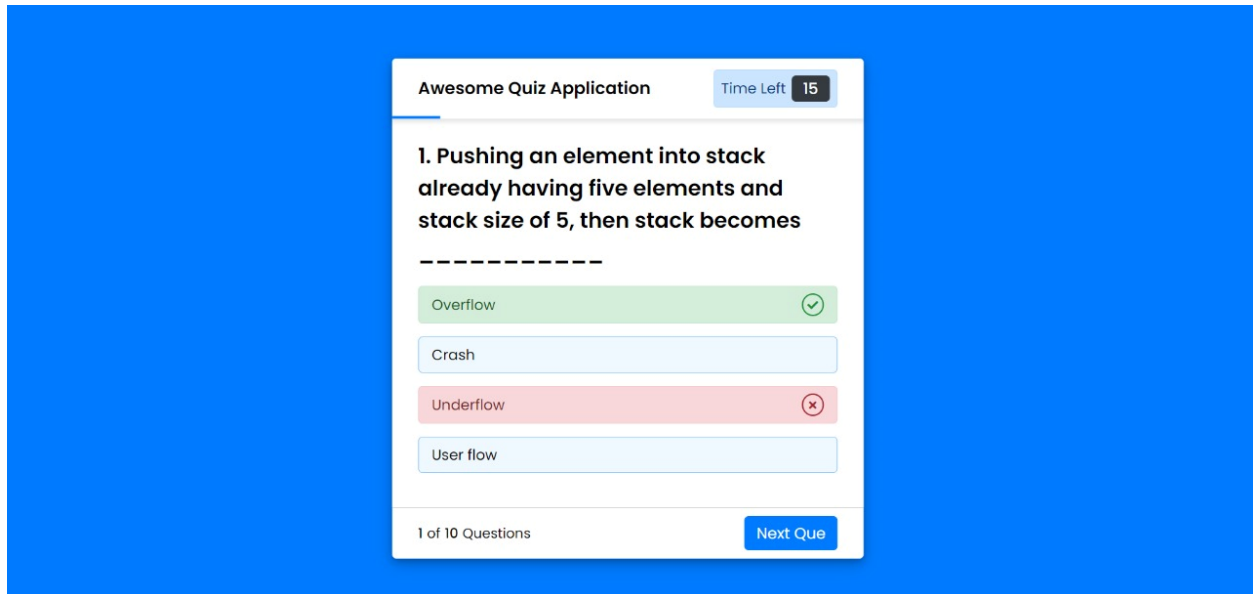 Awesome Quiz Application
Time Left 15
1. Pushing an element into stack
already having five elements and
stack size of 5, then stack becomes
___________
Overflow
Crash
Underflow
User flow
1 of 10 Questions
Next Que